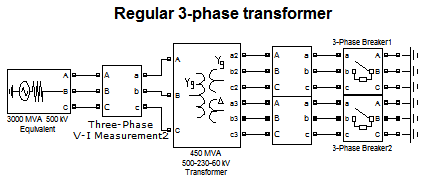 Regular 3-phase transformer
3-Phase Breaker1
A
B
C
3000 MVA 500 kV
Equivalent
A a
B b
C c
Three-Phase
V-I Measurement2
A
B
C
Yg
Yg
Δ
a2
b2
c2
a3
b3
c3
450 MVA
500-230-60 kV
Transformer
A a
B b
C c
A a
B b
C c
A a
B b
C c
A a
B b
C c
3-Phase Breaker2